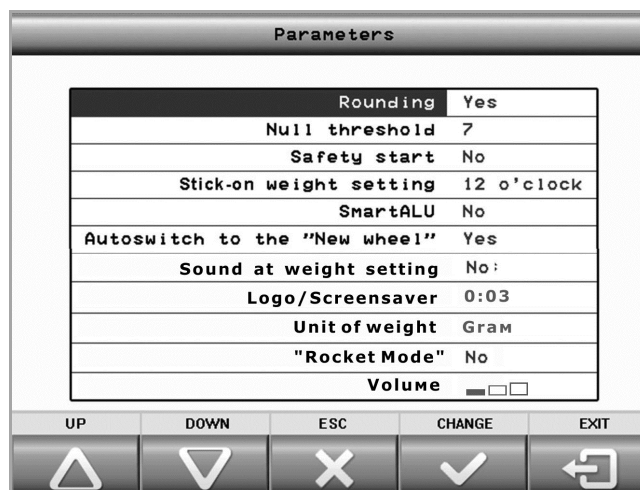 Parameters
Rounding Yes
Null threshold 7
Safety start No
Stick-on weight setting 12 o'clock
SmartALU No
Autoswitch to the "New wheel" Yes
Sound at weight setting No:
Logo/Screensaver 0:03
Unit of weight Gram
"Rocket Mode" No
Volume
UP DOWN ESC CHANGE EXIT